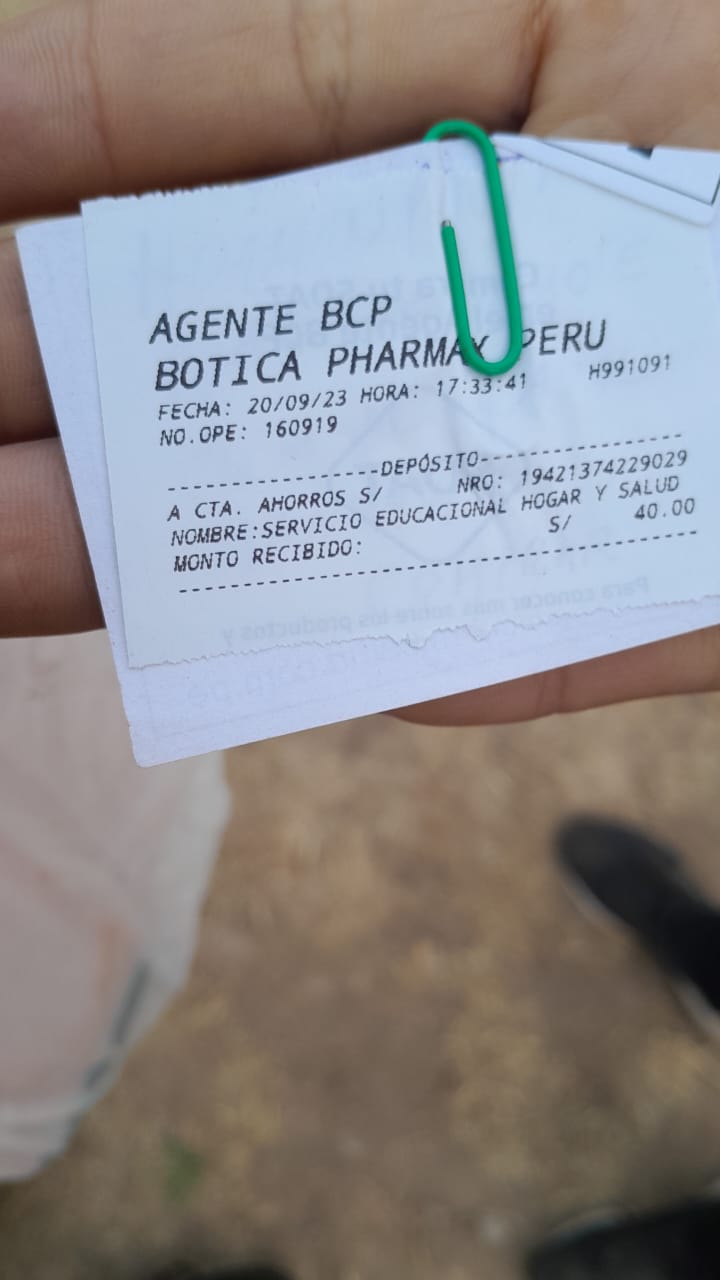 AGENTE BCP
BOTICA PHARMAX PERU
FECHA: 20/09/23 HORA: 17:33:41 H991091
NO.OPE: 160919
-----------------DEPÓSITO-----------------
A CTA. AHORROS S/ NRO: 19421374229029
NOMBRE:SERVICIO EDUCACIONAL HOGAR Y SALUD
MONTO RECIBIDO: S/ 40.00
------------------------------------------